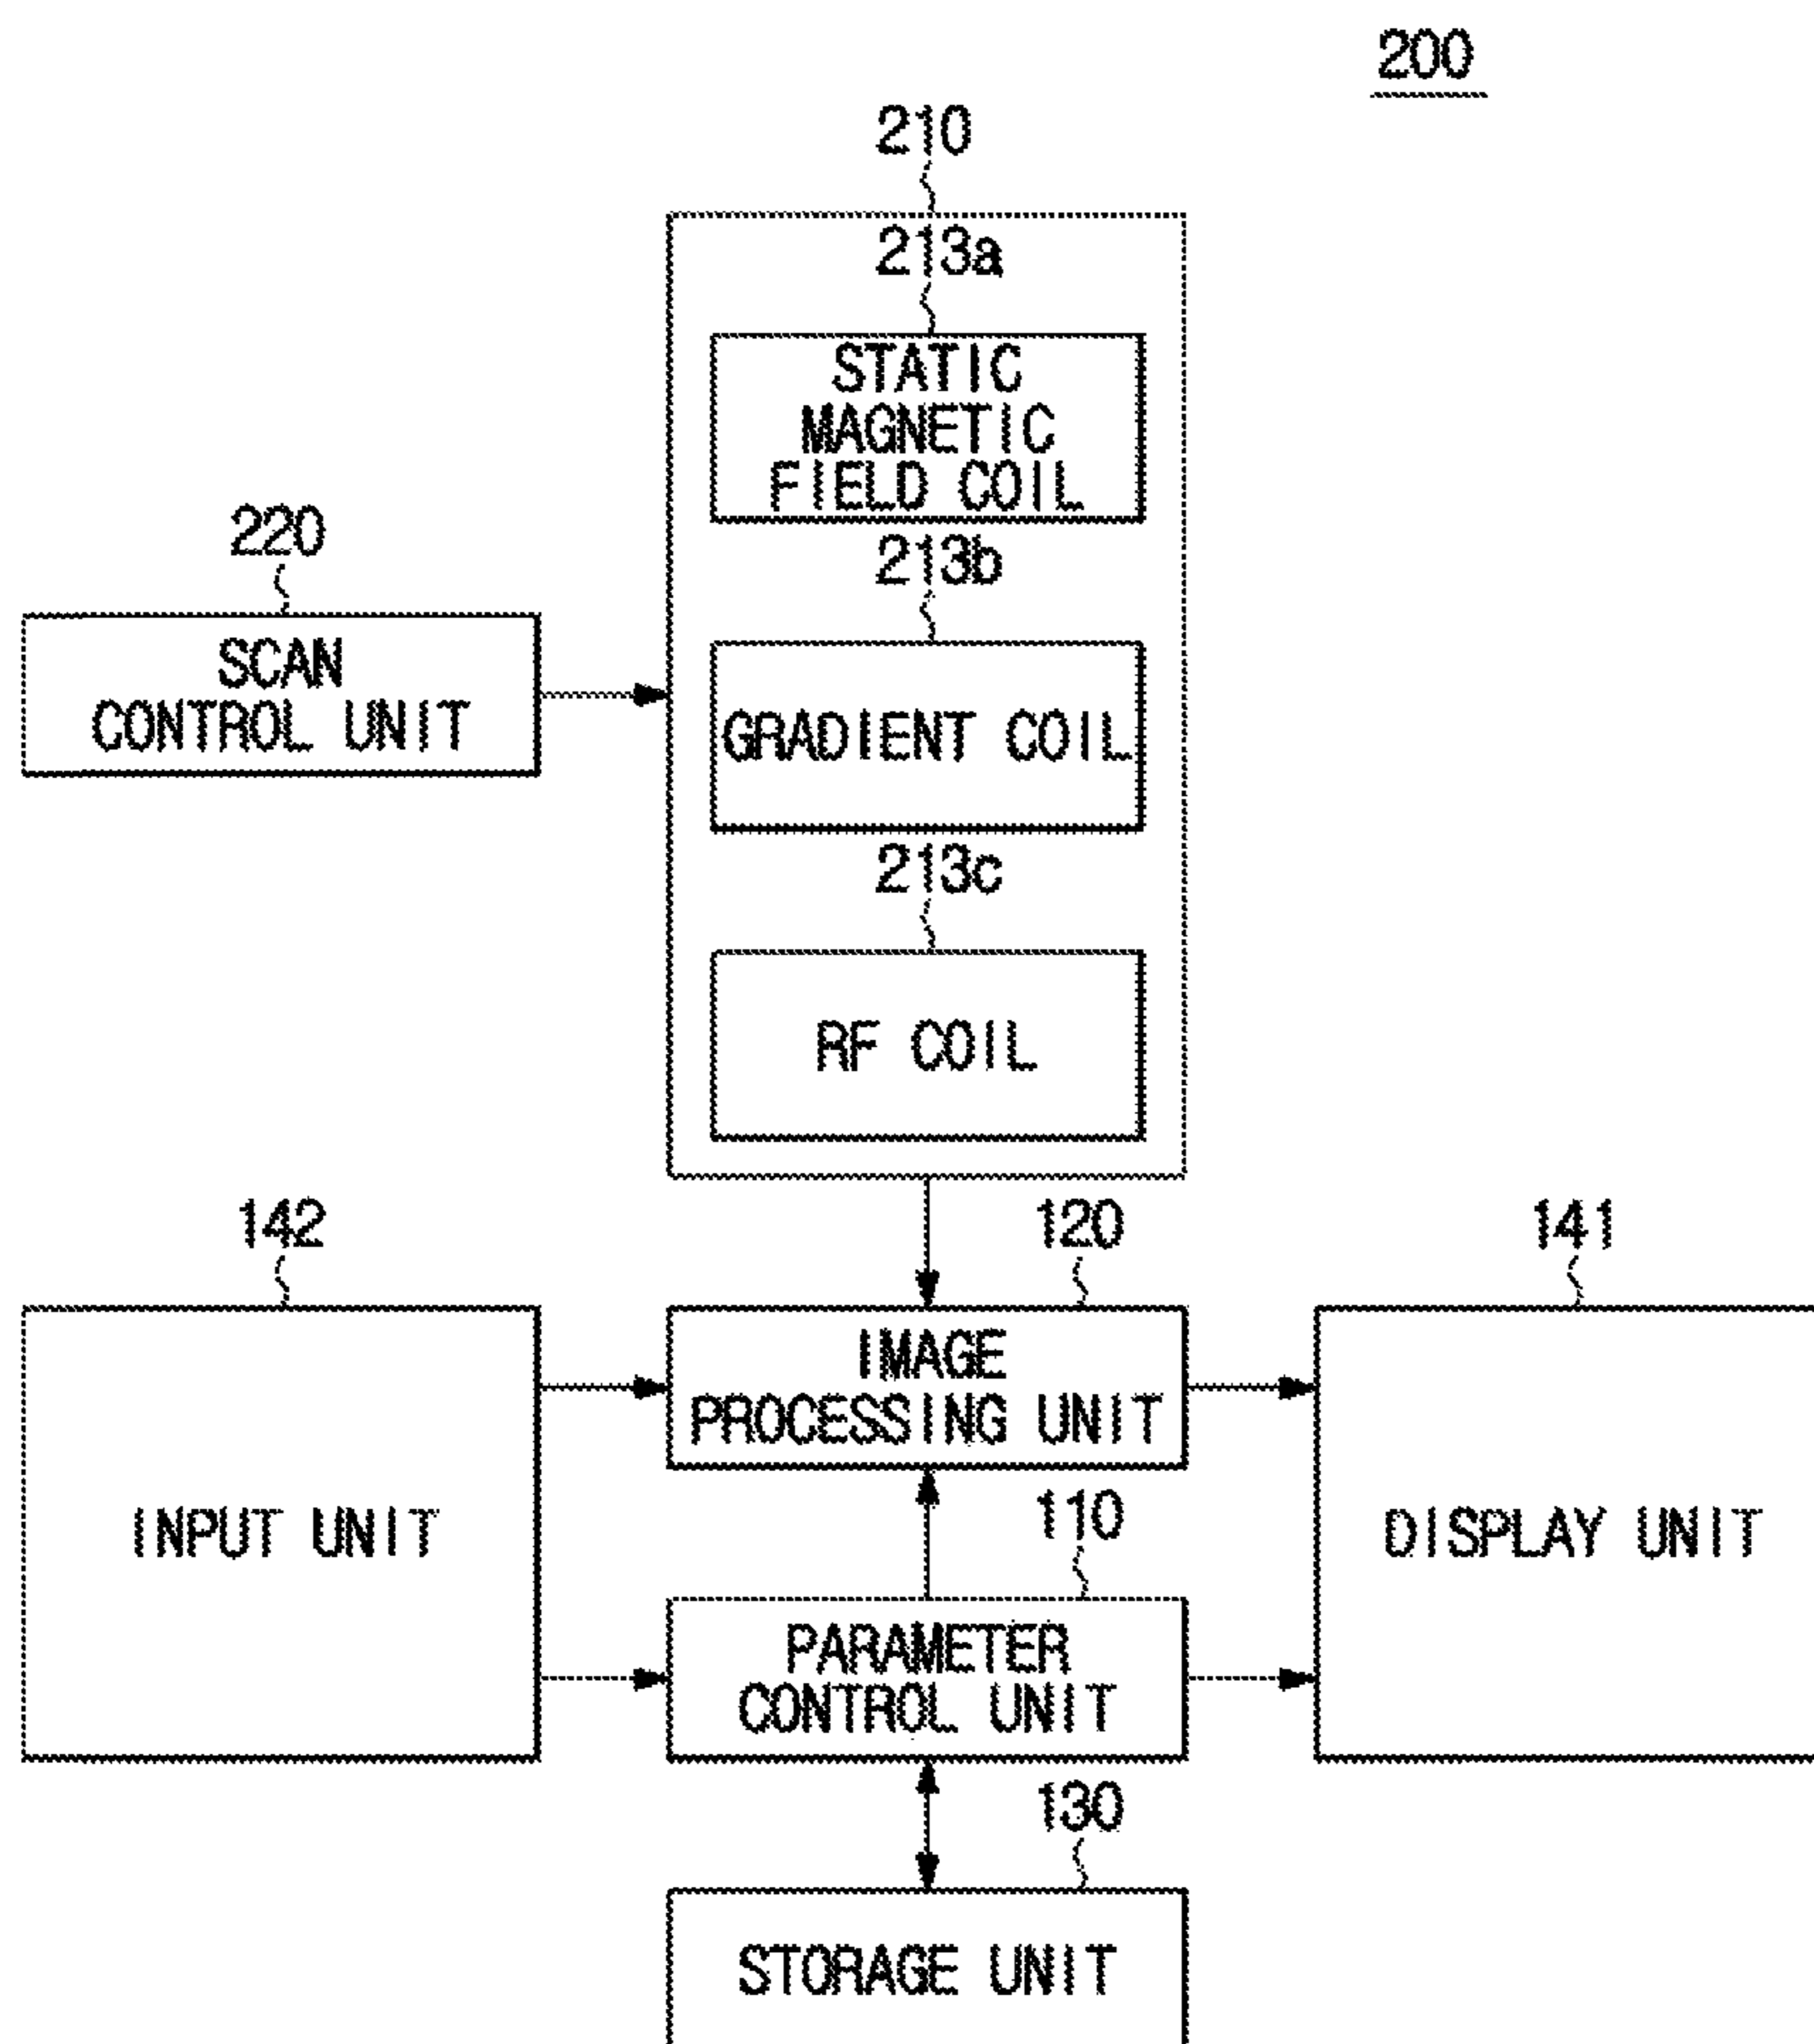 200
210
213a
STATIC
MAGNETIC
FIELD COIL
220
213b
SCAN
CONTROL UNIT
GRADIENT COIL
213c
RF COIL
142
120
141
IMAGE
PROCESSING UNIT
INPUT UNIT
110
DISPLAY UNIT
PARAMETER
CONTROL UNIT
130
STORAGE UNIT